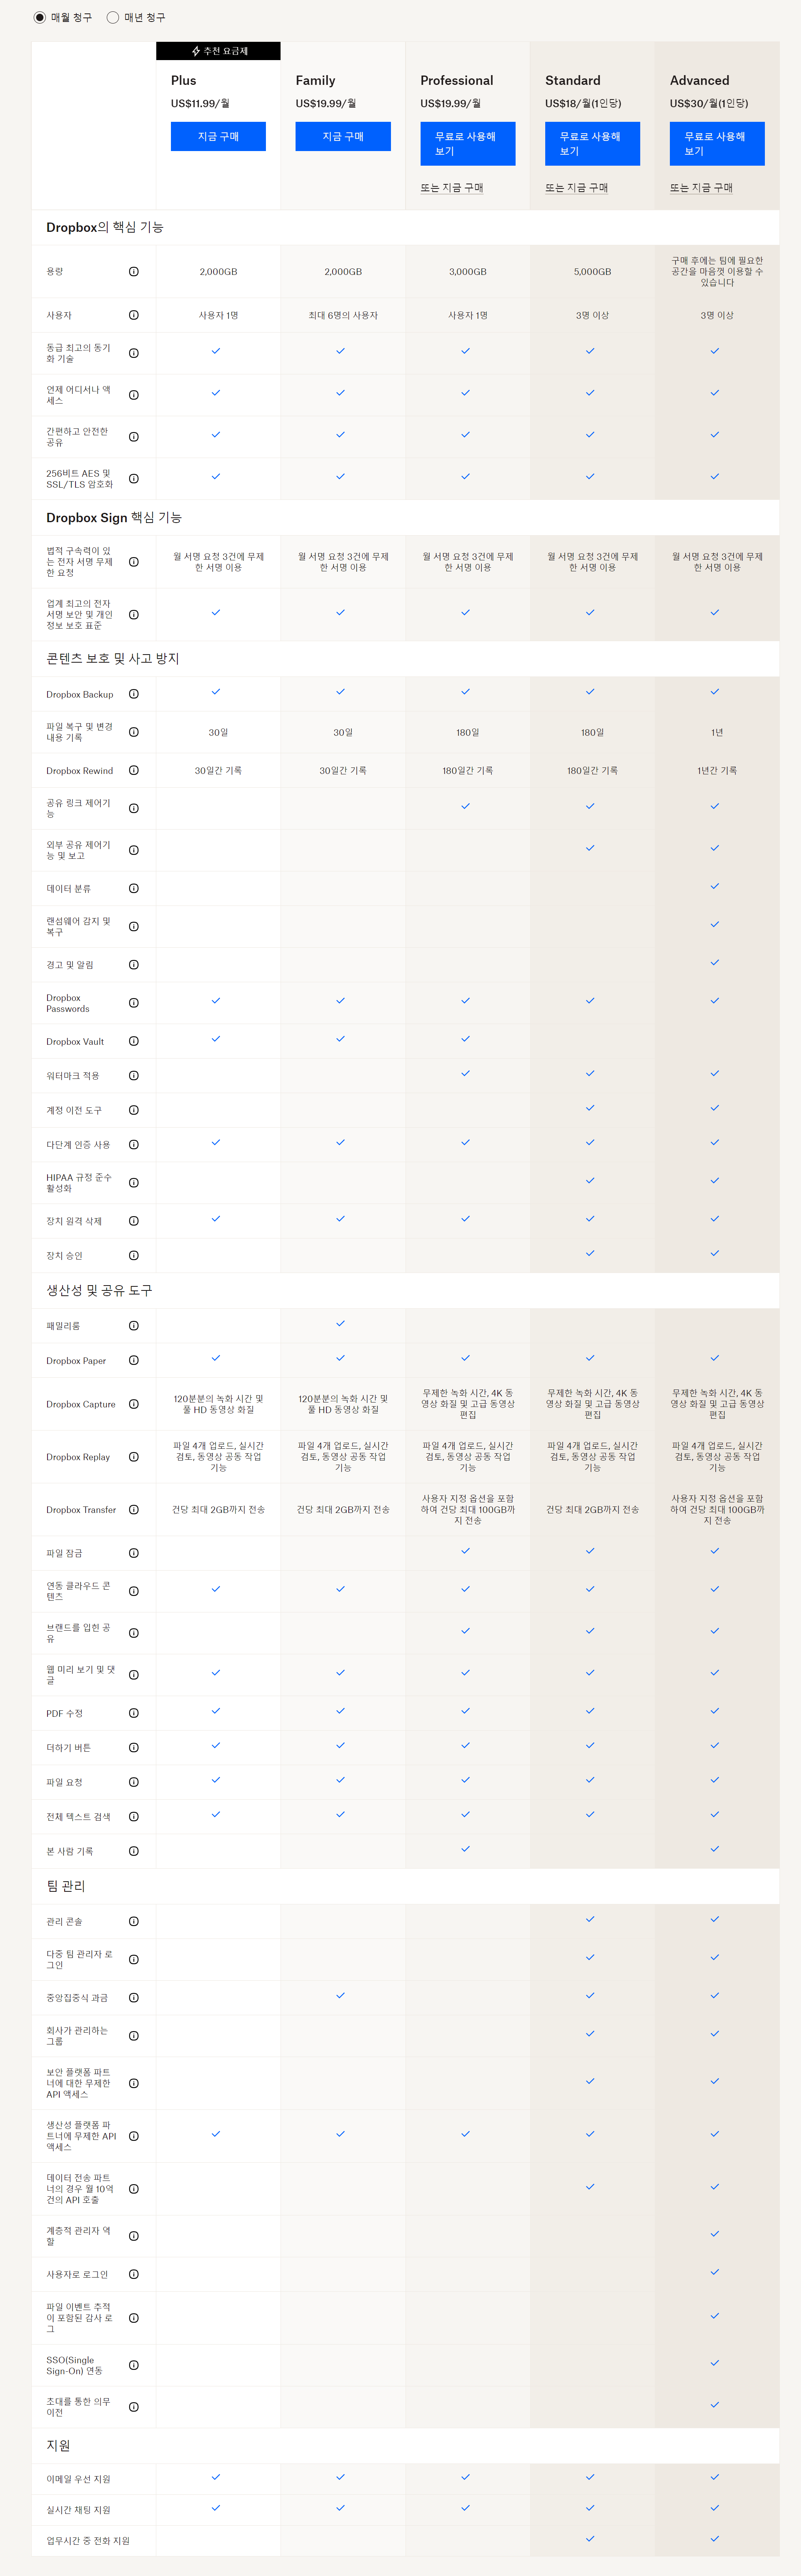 매월 청구 매년 청구
추천 요금제
Plus Family Professional Standard Advanced
US$11.99/월 US$19.99/월 US$19.99/월 US$18/월(1인당) US$30/월(1인당)
지금 구매 지금 구매 무료로 사용해 무료로 사용해 무료로 사용해
보기 보기 보기
또는 지금 구매 또는 지금 구매 또는 지금 구매
Dropbox의 핵심 기능
구매 후에는 팀에 필요한
용량 2,000GB 2,000GB 3,000GB 5,000GB 공간을 마음껏 이용할 수
있습니다
사용자 사용자 1명 최대 6명의 사용자 사용자 1명 3명 이상 3명 이상
동급 최고의 동기
화 기술
언제 어디서나 액
세스
간편하고 안전한
공유
256비트 AES 및
SSL/TLS 암호화
Dropbox Sign 핵심 기능
법적 구속력이 있
는 전자 서명 무제
한 요청
월 서명 요청 3건에 무제 월 서명 요청 3건에 무제 월 서명 요청 3건에 무제 월 서명 요청 3건에 무제 월 서명 요청 3건에 무제
한 서명 이용 한 서명 이용 한 서명 이용 한 서명 이용 한 서명 이용
업계 최고의 전자
서명 보안 및 개인
정보 보호 표준
콘텐츠 보호 및 사고 방지
Dropbox Backup
파일 복구 및 변경
내용 기록
30일 30일 180일 180일 1년
Dropbox Rewind 30일간 기록 30일간 기록 180일간 기록 180일간 기록 1년간 기록
공유 링크 제어기
능
외부 공유 제어기
능 및 보고
데이터 분류
랜섬웨어 감지 및
복구
경고 및 알림
Dropbox
Passwords
Dropbox Vault
워터마크 적용
계정 이전 도구
다단계 인증 사용
HIPAA 규정 준수
활성화
장치 원격 삭제
장치 승인
생산성 및 공유 도구
패밀리룸
Dropbox Paper
Dropbox Capture
120분분의 녹화 시간 및 120분분의 녹화 시간 및 무제한 녹화 시간, 4K 동 무제한 녹화 시간, 4K 동 무제한 녹화 시간, 4K 동
풀 HD 동영상 화질 풀 HD 동영상 화질 영상 화질 및 고급 동영상 영상 화질 및 고급 동영상 영상 화질 및 고급 동영상
편집 편집 편집
Dropbox Replay
파일 4개 업로드, 실시간 파일 4개 업로드, 실시간 파일 4개 업로드, 실시간 파일 4개 업로드, 실시간 파일 4개 업로드, 실시간
검토, 동영상 공동 작업 검토, 동영상 공동 작업 검토, 동영상 공동 작업 검토, 동영상 공동 작업 검토, 동영상 공동 작업
기능 기능 기능 기능 기능
Dropbox Transfer
건당 최대 2GB까지 전송 건당 최대 2GB까지 전송 사용자 지정 옵션을 포함 건당 최대 2GB까지 전송 사용자 지정 옵션을 포함
하여 건당 최대 100GB까 하여 건당 최대 100GB까
지 전송 지 전송
파일 잠금
연동 클라우드 콘
텐츠
브랜드를 입힌 공
유
웹 미리 보기 및 댓
글
PDF 수정
더하기 버튼
파일 요청
전체 텍스트 검색
본 사람 기록
팀 관리
관리 콘솔
다중 팀 관리자 로
그인
중앙집중식 과금
회사가 관리하는
그룹
보안 플랫폼 파트
너에 대한 무제한
API 액세스
생산성 플랫폼 파
트너에 무제한 API
액세스
데이터 전송 파트
너의 경우 월 10억
건의 API 호출
계층적 관리자 역
할
사용자로 로그인
파일 이벤트 추적
이 포함된 감사 로
그
SSO(Single
Sign-On) 연동
초대를 통한 의무
이전
지원
이메일 우선 지원
실시간 채팅 지원
업무시간 중 전화 지원